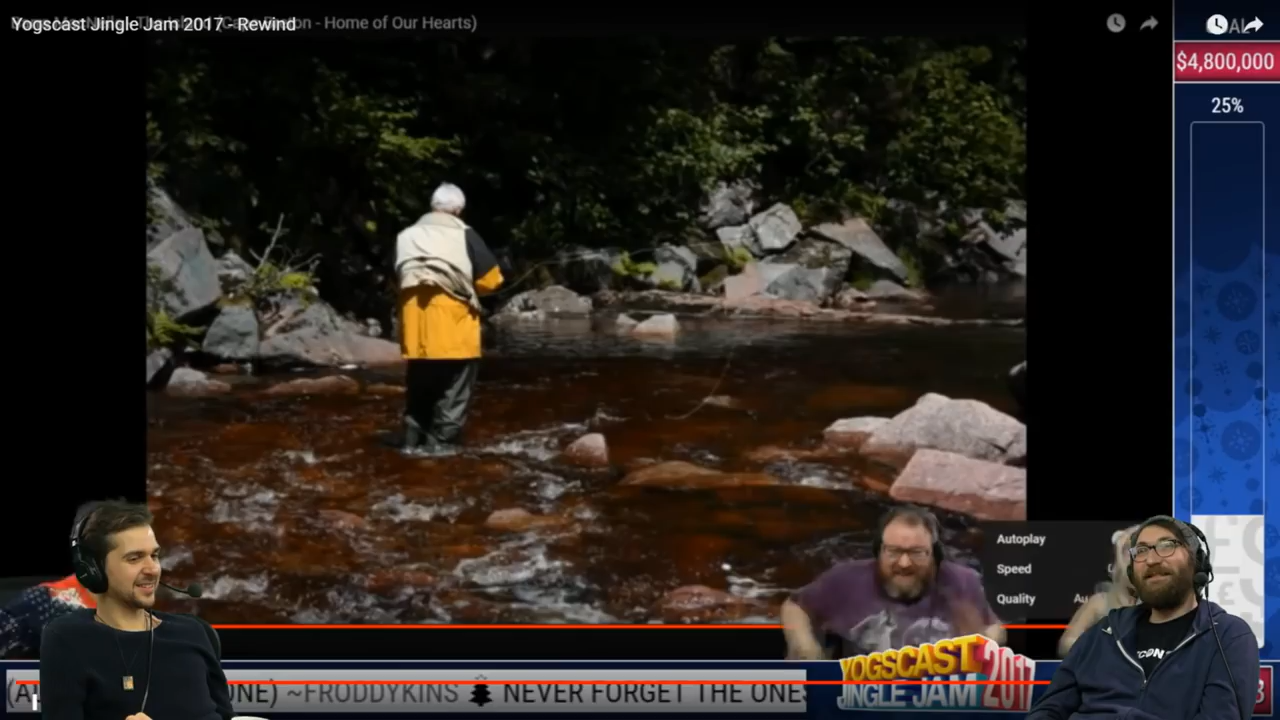 Yogscast Jingle Jam 2017 - Rewind
- Home of Our Hearts)
$4,800,000
25%
Autoplay
Speed
Quality
ONE) ~FRODDYKINS NEVER FORGET THE ONES
YOGSCAST
JINGLE JAM 2017